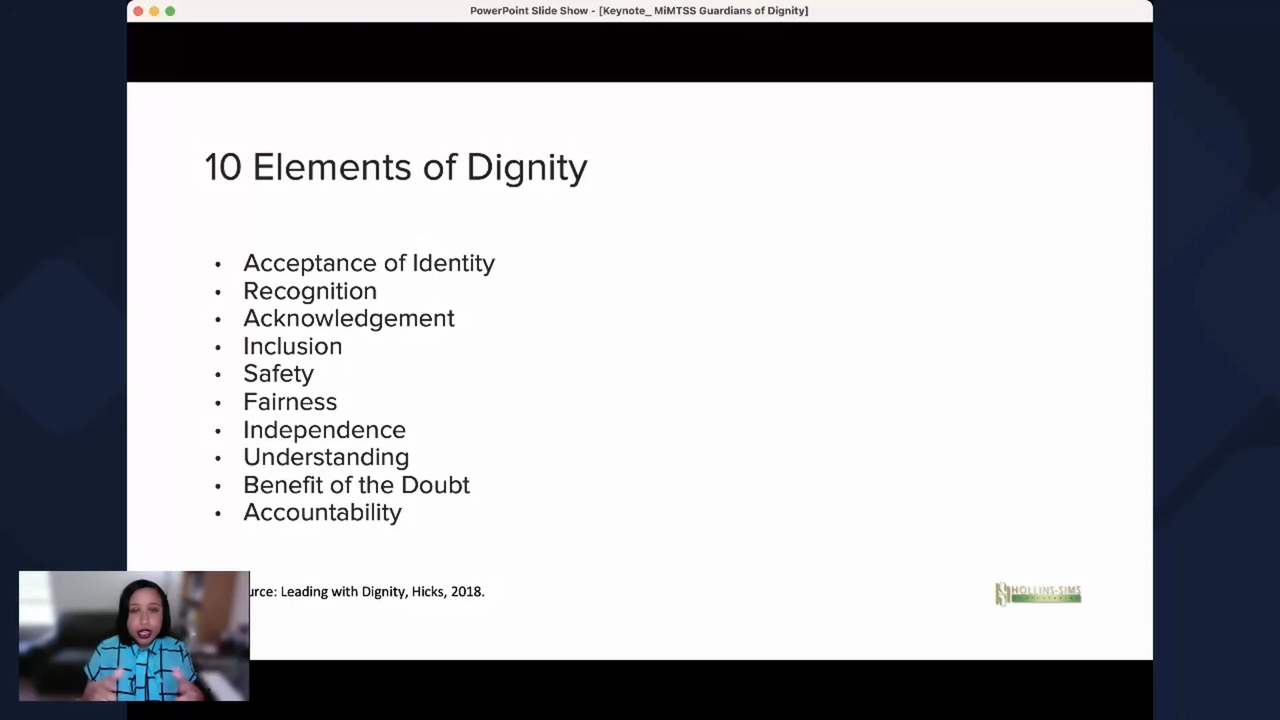 PowerPoint Slide Show - [Keynote_ MiMTSS Guardians of Dignity]
10 Elements of Dignity
• Acceptance of Identity
• Recognition
• Acknowledgement
• Inclusion
• Safety
• Fairness
• Independence
• Understanding
• Benefit of the Doubt
• Accountability
urce: Leading with Dignity, Hicks, 2018.
HOLLINS-SIMS